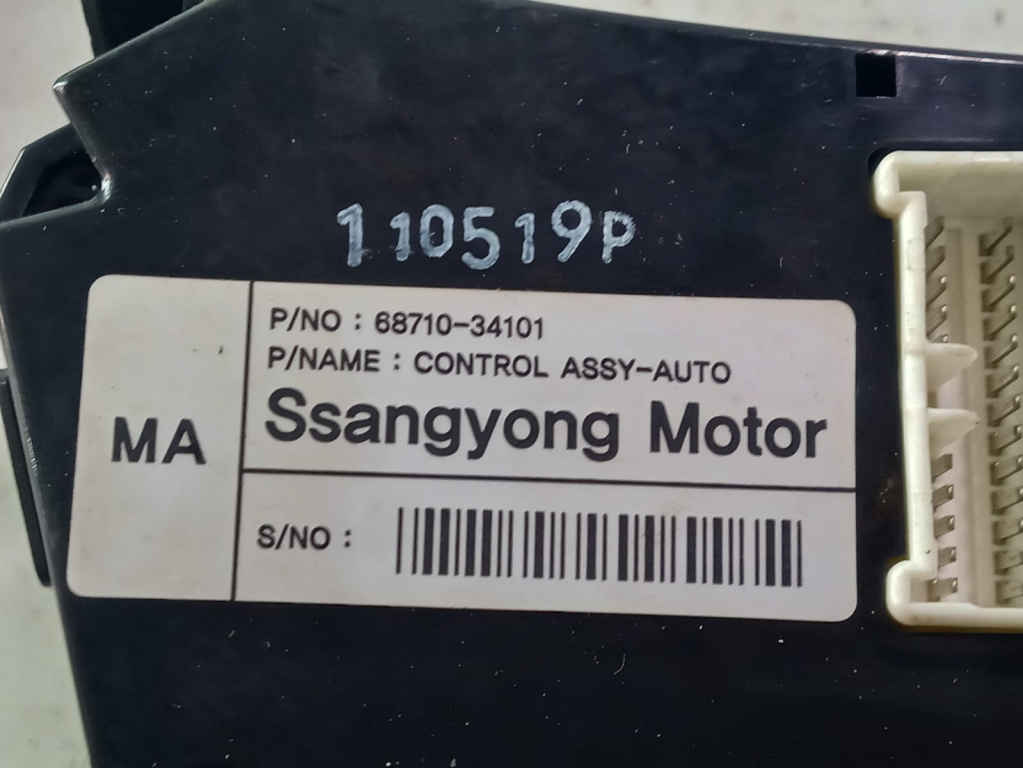 110519P
P/NO : 68710-34101
P/NAME : CONTROL ASSY-AUTO
MA
Ssangyong Motor
S/NO :